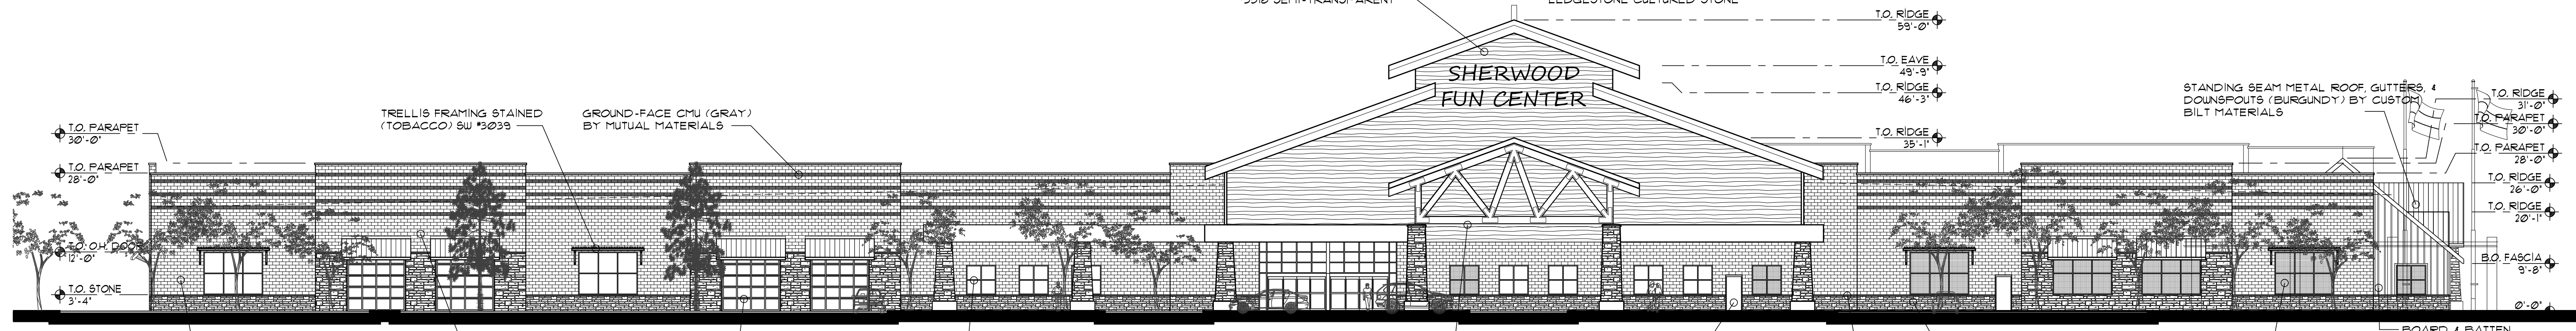 3516 SEMI-TRANSPARENT
LEDGESTONE CULTURED STONE
T.O. RIDGE
59'-0"
T.O. EAVE
49'-9"
T.O. RIDGE
46'-3"
T.O. RIDGE
35'-1"
SHERWOOD
FUN CENTER
TRELLIS FRAMING STAINED
(TOBACCO) SW #3039
GROUND-FACE CMU (GRAY)
BY MUTUAL MATERIALS
T.O. PARAPET
30'-0"
T.O. PARAPET
28'-0"
T.O. O.H. DOOR
12'-0"
T.O. STONE
3'-4"
STANDING SEAM METAL ROOF, GUTTERS, &
DOWNSPOUTS (BURGUNDY) BY CUSTOM
BILT MATERIALS
T.O. RIDGE
31'-0"
T.O. PARAPET
30'-0"
T.O. PARAPET
28'-0"
T.O. RIDGE
26'-0"
T.O. RIDGE
20'-1"
B.O. FASCIA
9'-8"
0'-0"
BOARD & BATTEN